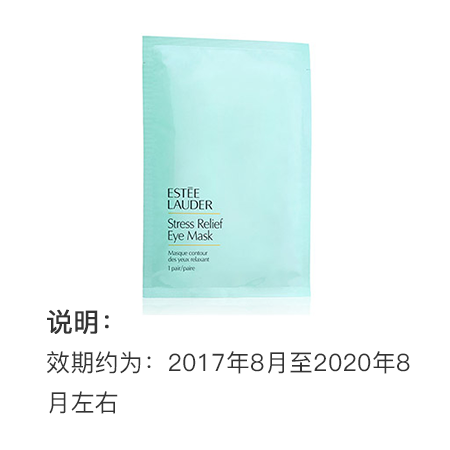 ESTĒE
LAUDER
Stress Relief
Eye Mask
Masque contour
des yeux relaxant
1 pair/paire
说明：
效期约为：2017年8月至2020年8
月左右